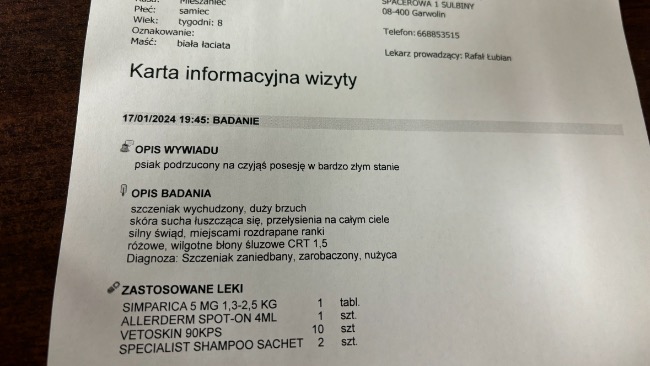 Mieszaniec
Płeć: samiec
Wiek: tygodni: 8
Oznakowanie:
Maść: biała łaciata
SPACEROWA 1 SULBINY
08-400 Garwolin
Telefon: 668853515
Lekarz prowadzący: Rafał Łubian
Karta informacyjna wizyty
17/01/2024 19:45: BADANIE
OPIS WYWIADU
psiak podrzucony na czyjąś posesję w bardzo złym stanie
OPIS BADANIA
szczeniak wychudzony, duży brzuch
skóra sucha łuszcząca się, przełysienia na całym ciele
silny świąd, miejscami rozdrapane ranki
różowe, wilgotne błony śluzowe CRT 1,5
Diagnoza: Szczeniak zaniedbany, zarobaczony, nużyca
ZASTOSOWANE LEKI
SIMPARICA 5 MG 1,3-2,5 KG 1 tabl.
ALLERDERM SPOT-ON 4ML 1 szt.
VETOSKIN 90KPS 10 szt
SPECIALIST SHAMPOO SACHET 2 szt.